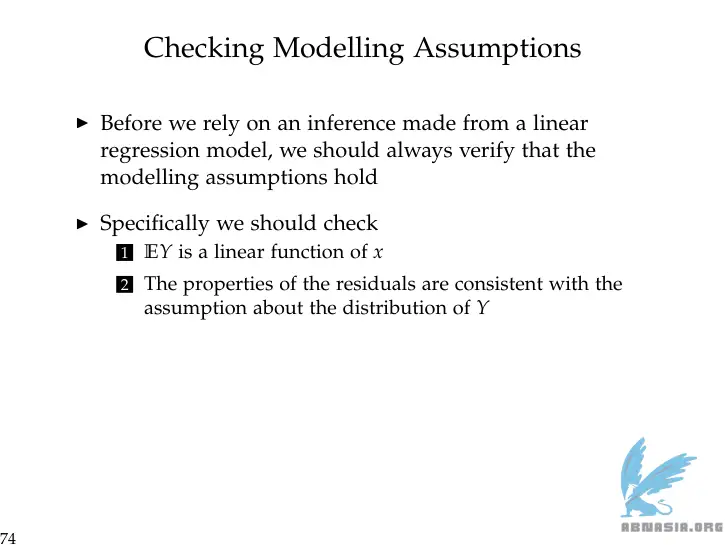 Checking Modelling Assumptions
▶ Before we rely on an inference made from a linear
regression model, we should always verify that the
modelling assumptions hold
▶ Specifically we should check
1 𝔼Y is a linear function of x
2 The properties of the residuals are consistent with the
assumption about the distribution of Y
ABNASIA.ORG
74